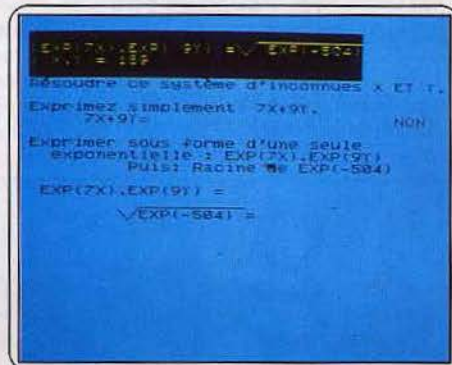 EXP(7X).EXP( 9Y) =√EXP(-504)
= 189
Résoudre ce système d'inconnues X ET Y.
Exprimez simplement 7X+9Y.
7X+9Y=
NON
Exprimer sous forme d'une seule
exponentielle : EXP(7X).EXP(9Y)
Puis: Racine de EXP(-504)
EXP(7X).EXP(9Y) =
√EXP(-504) =